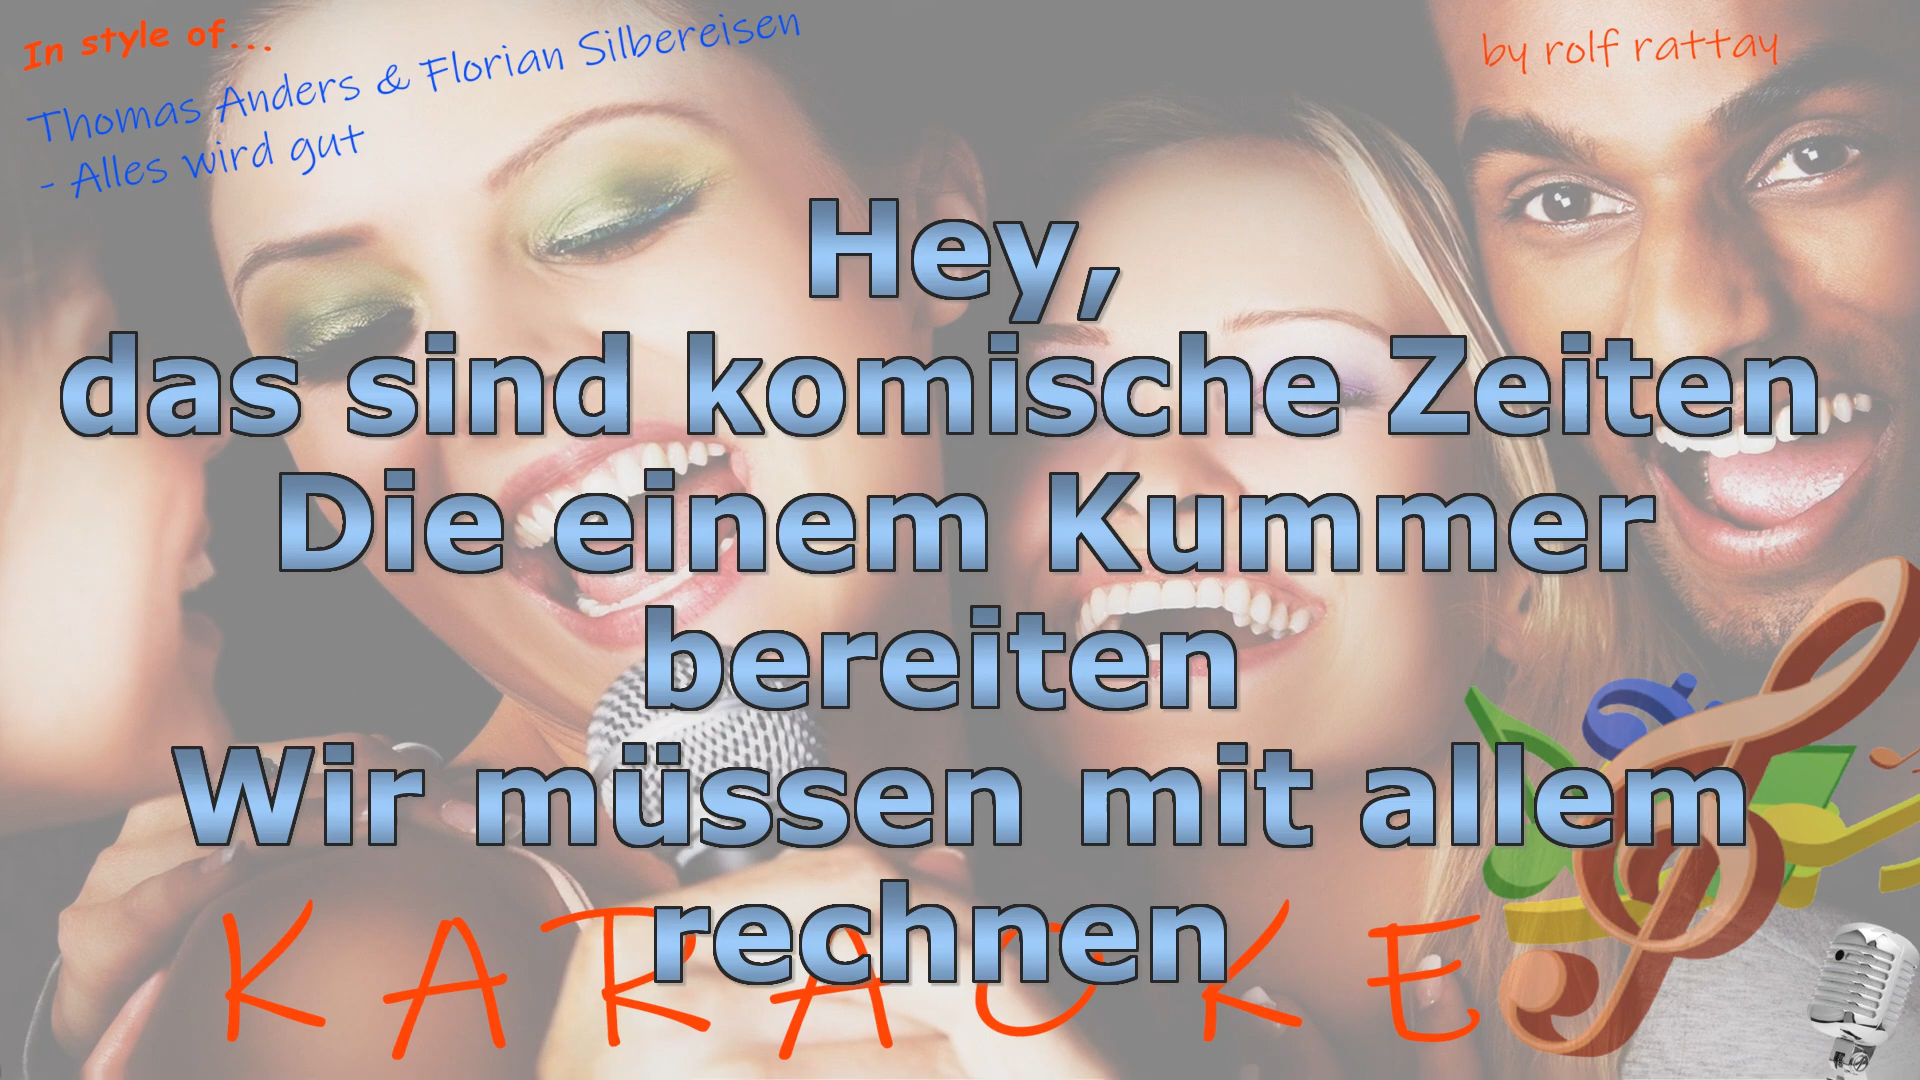 In style of...
Thomas Anders & Florian Silbereisen
- Alles wird gut
by rolf rattay
Hey,
das sind komische Zeiten
Die einem Kummer
bereiten
Wir müssen mit allem
rechnen
KARAOKE